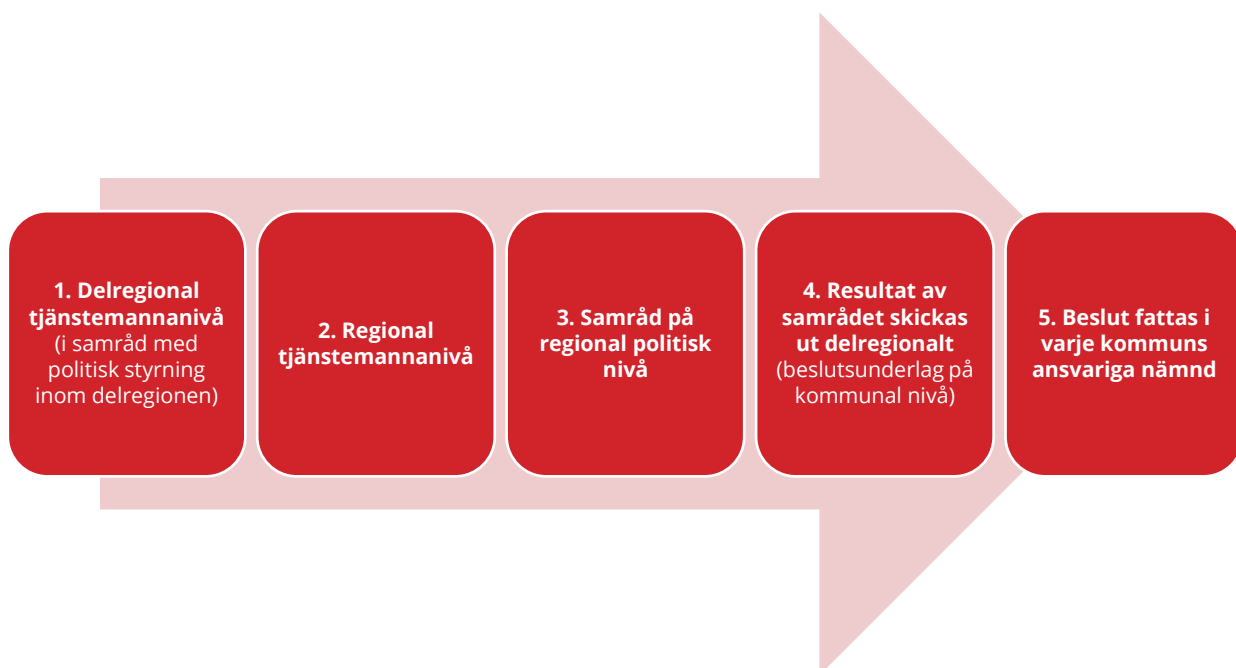 1. Delregional
tjänstemannanivå
(i samråd med
politisk styrning
inom delregionen)
2. Regional
tjänstemannanivå
3. Samråd på
regional politisk
nivå
4. Resultat av
samrådet skickas
ut delregionalt
(beslutsunderlag på
kommunal nivå)
5. Beslut fattas i
varje kommuns
ansvariga nämnd